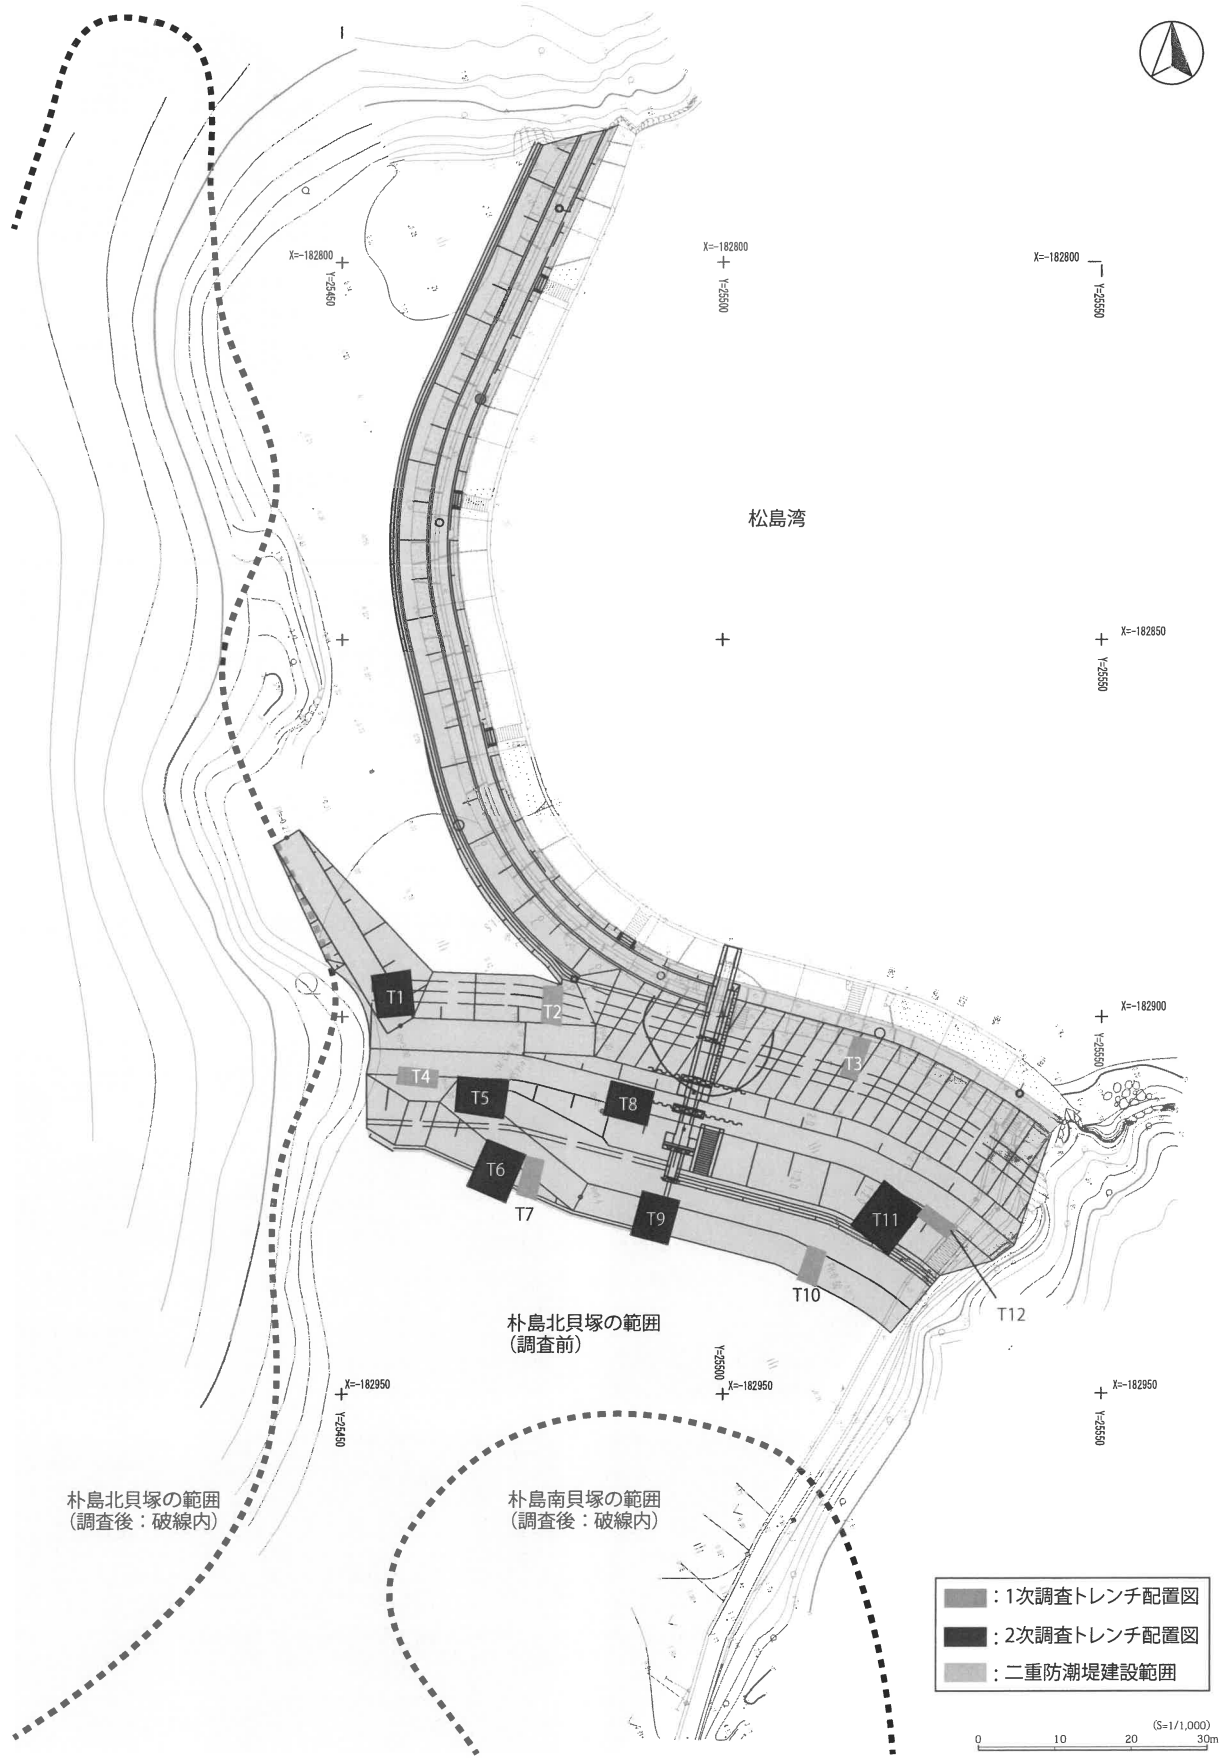 X=-182800
Y=25450
X=-182800
Y=25500
X=-182800
Y=25550
松島湾
X=-182850
Y=25550
T1
T2
X=-182900
Y=25550
T3
T4
T5
T8
T6
T7
T9
T11
T10
T12
朴島北貝塚の範囲
（調査前）
X=-182950
Y=25450
Y=25500
X=-182950
X=-182950
Y=25550
朴島北貝塚の範囲
（調査後：破線内）
朴島南貝塚の範囲
（調査後：破線内）
：1次調査トレンチ配置図
：2次調査トレンチ配置図
：二重防潮堤建設範囲
(S=1/1,000)
0 10 20 30m